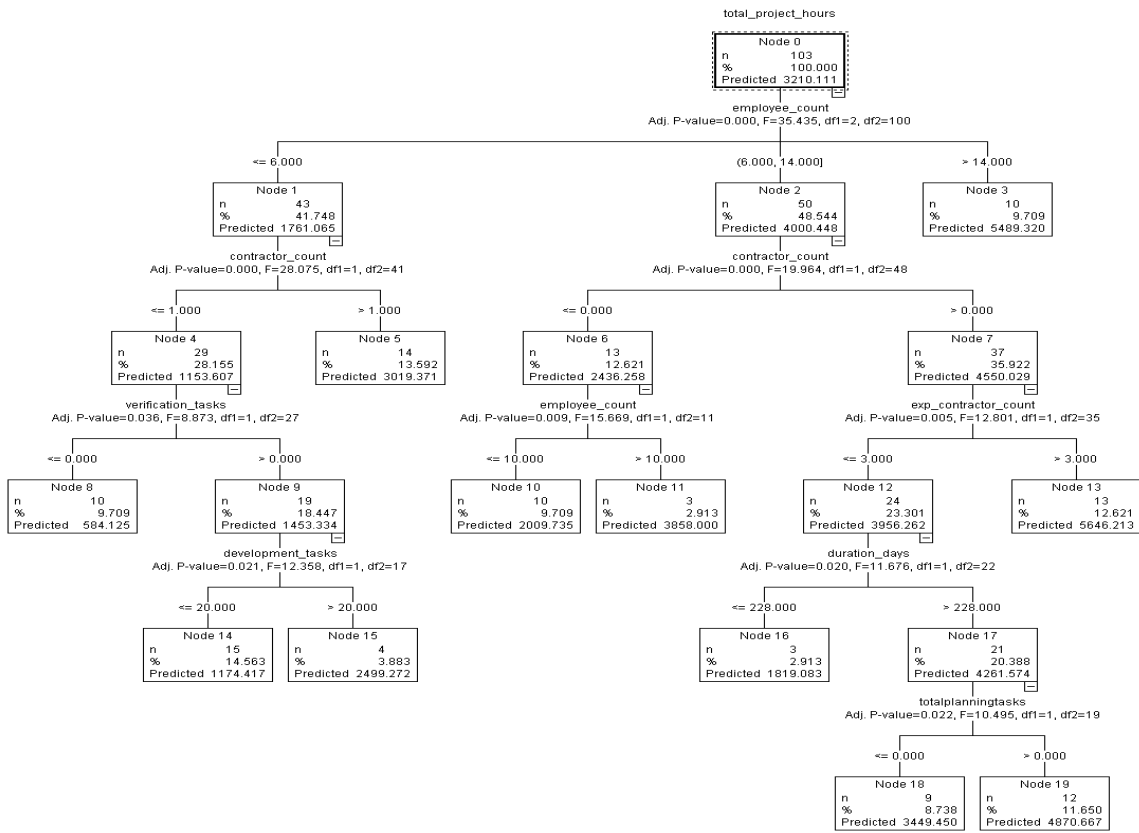 total_project_hours
Node 0
n 103
% 100.000
Predicted 3210.111
employee_count
Adj. P-value=0.000, F=35.435, df1=2, df2=100
<= 6.000
(6.000, 14.000]
> 14.000
Node 1
n 43
% 41.748
Predicted 1761.065
Node 2
n 50
% 48.544
Predicted 4000.448
Node 3
n 10
% 9.709
Predicted 5489.320
contractor_count
Adj. P-value=0.000, F=28.075, df1=1, df2=41
contractor_count
Adj. P-value=0.000, F=19.964, df1=1, df2=48
<= 1.000
> 1.000
<= 0.000
> 0.000
Node 4
n 29
% 28.155
Predicted 1153.607
Node 5
n 14
% 13.592
Predicted 3019.371
Node 6
n 13
% 12.621
Predicted 2436.258
Node 7
n 37
% 35.922
Predicted 4550.029
verification_tasks
Adj. P-value=0.036, F=8.873, df1=1, df2=27
employee_count
Adj. P-value=0.009, F=15.669, df1=1, df2=11
exp_contractor_count
Adj. P-value=0.005, F=12.801, df1=1, df2=35
<= 0.000
> 0.000
<= 10.000
> 10.000
<= 3.000
> 3.000
Node 8
n 10
% 9.709
Predicted 584.125
Node 9
n 19
% 18.447
Predicted 1453.334
Node 10
n 10
% 9.709
Predicted 2009.735
Node 11
n 3
% 2.913
Predicted 3858.000
Node 12
n 24
% 23.301
Predicted 3956.262
Node 13
n 13
% 12.621
Predicted 5646.213
development_tasks
Adj. P-value=0.021, F=12.358, df1=1, df2=17
duration_days
Adj. P-value=0.020, F=11.676, df1=1, df2=22
<= 20.000
> 20.000
<= 228.000
> 228.000
Node 14
n 15
% 14.563
Predicted 1174.417
Node 15
n 4
% 3.883
Predicted 2499.272
Node 16
n 3
% 2.913
Predicted 1819.083
Node 17
n 21
% 20.388
Predicted 4261.574
totalplanningtasks
Adj. P-value=0.022, F=10.495, df1=1, df2=19
<= 0.000
> 0.000
Node 18
n 9
% 8.738
Predicted 3449.450
Node 19
n 12
% 11.650
Predicted 4870.667